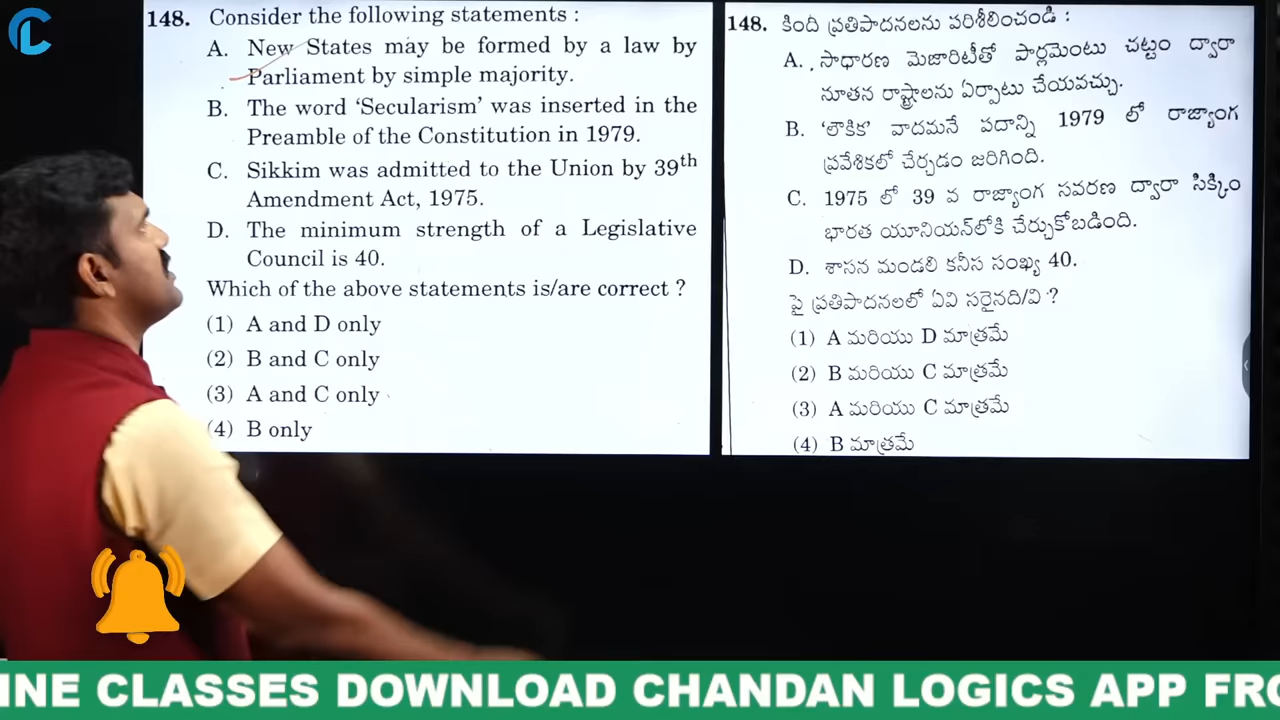 148. Consider the following statements :
A. New States may be formed by a law by
Parliament by simple majority.
B. The word ‘Secularism’ was inserted in the
Preamble of the Constitution in 1979.
C. Sikkim was admitted to the Union by 39th
Amendment Act, 1975.
D. The minimum strength of a Legislative
Council is 40.
Which of the above statements is/are correct ?
(1) A and D only
(2) B and C only
(3) A and C only
(4) B only
148. కింది ప్రతిపాదనలను పరిశీలించండి :
A. సాధారణ మెజారిటీతో పార్లమెంటు చట్టం ద్వారా
నూతన రాష్ట్రాలను ఏర్పాటు చేయవచ్చు.
B. ‘లౌకిక’ వాదమనే పదాన్ని 1979 లో రాజ్యాంగ
ప్రవేశికలో చేర్చడం జరిగింది.
C. 1975 లో 39 వ రాజ్యాంగ సవరణ ద్వారా సిక్కిం
భారత యూనియన్‌లోకి చేర్చుకోబడింది.
D. శాసన మండలి కనీస సంఖ్య 40.
పై ప్రతిపాదనలలో ఏవి సరైనది/వి ?
(1) A మరియు D మాత్రమే
(2) B మరియు C మాత్రమే
(3) A మరియు C మాత్రమే
(4) B మాత్రమే
INE CLASSES DOWNLOAD CHANDAN LOGICS APP FRO